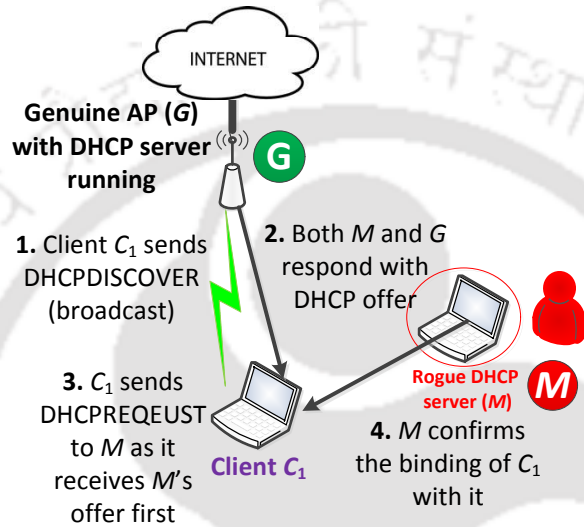 INTERNET
Genuine AP (G)
with DHCP server
running
G
1. Client C1 sends
DHCPDISCOVER
(broadcast)
2. Both M and G
respond with
DHCP offer
3. C1 sends
DHCPREQEUST
to M as it
receives M's
offer first
Client C1
Rogue DHCP
server (M)
M
4. M confirms
the binding of C1
with it